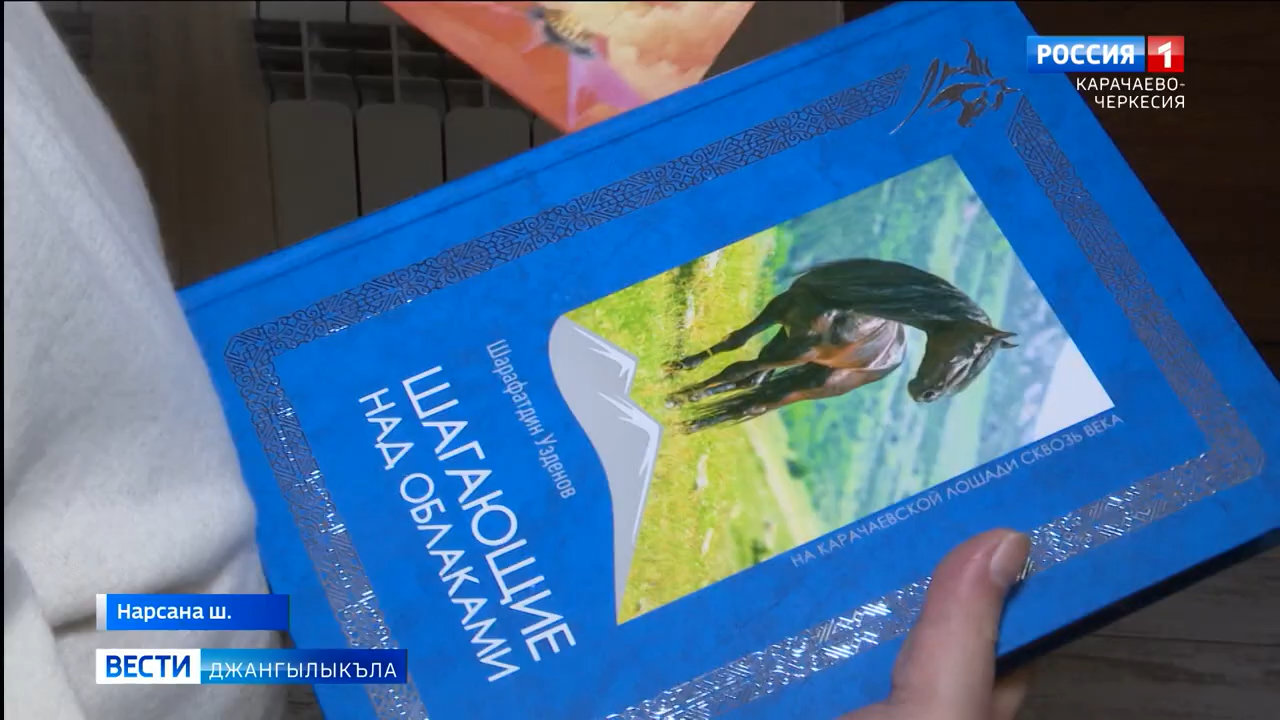 РОССИЯ 1
КАРАЧАЕВО-
ЧЕРКЕСИЯ
Шарафатдин Узденов
ШАГАЮЩИЕ
НАД ОБЛАКАМИ
НА КАРАЧАЕВСКОЙ ЛОШАДИ СКВОЗЬ ВЕКА
Нарсана ш.
ВЕСТИ ДЖАНГЫЛЫКЪЛА